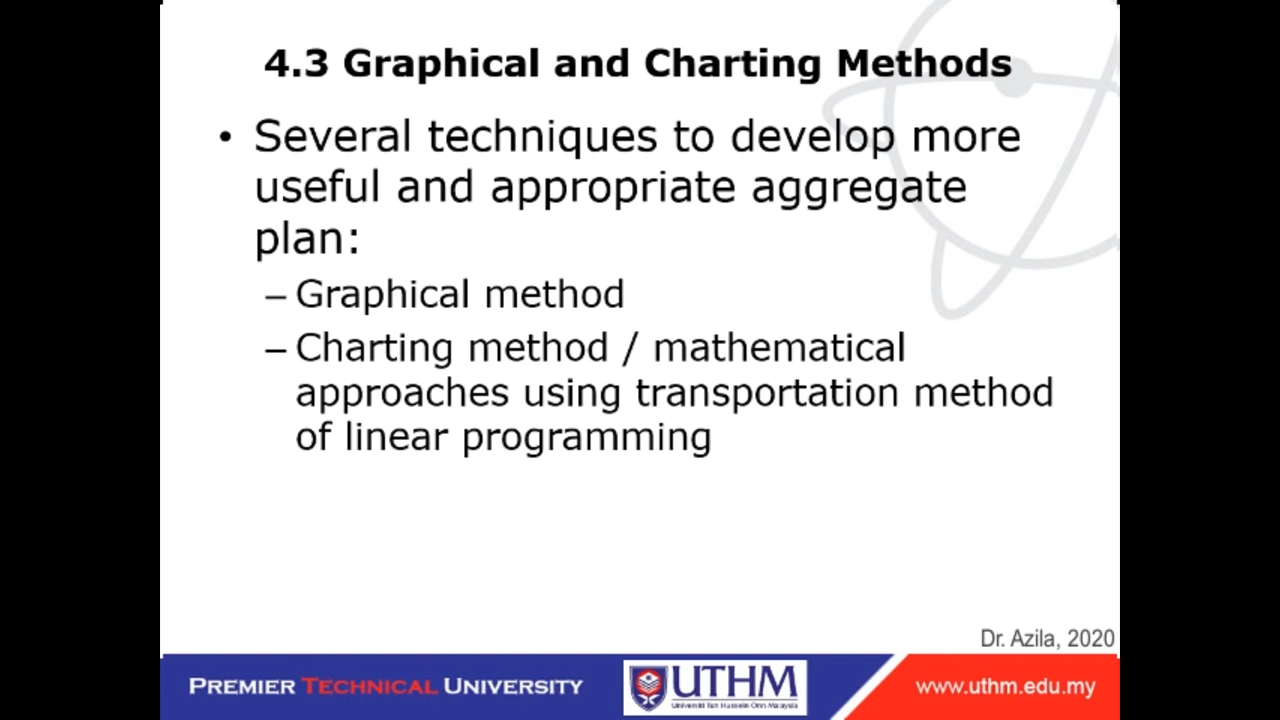 4.3 Graphical and Charting Methods
• Several techniques to develop more
useful and appropriate aggregate
plan:
– Graphical method
– Charting method / mathematical
approaches using transportation method
of linear programming
Dr. Azila, 2020
PREMIER TECHNICAL UNIVERSITY
UTHM
Universiti Tun Hussein Onn Malaysia
www.uthm.edu.my